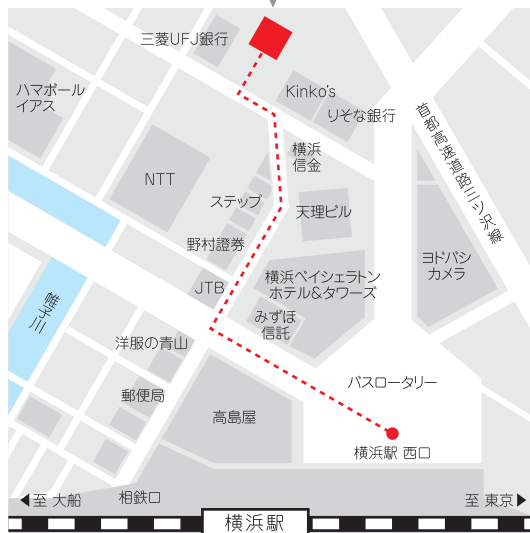 三菱UFJ銀行
ハマボール
イアス
Kinko's
りそな銀行
首都高速道路三ツ沢線
横浜
信金
NTT
ステップ
天理ビル
野村證券
ヨドバシ
カメラ
横浜ベイシェラトン
ホテル&タワーズ
JTB
帷子川
みずほ
信託
洋服の青山
バスロータリー
郵便局
高島屋
横浜駅 西口
至 大船
相鉄口
至 東京
横浜駅